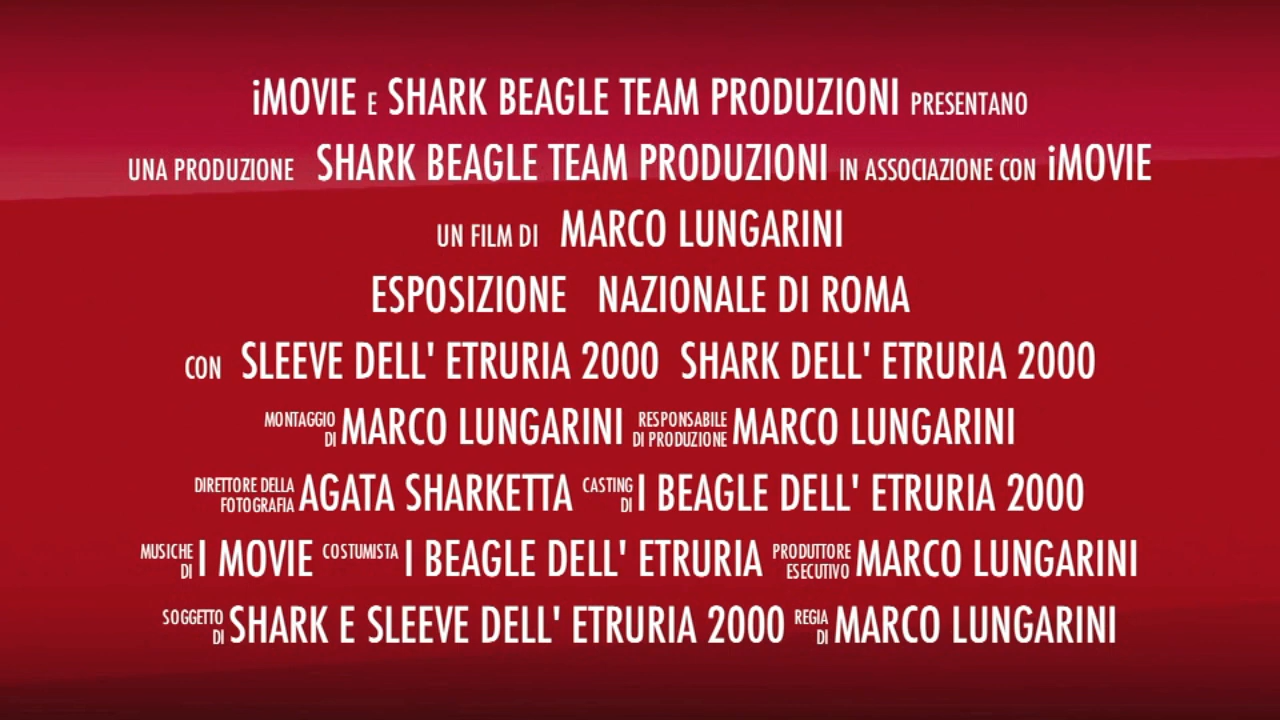 iMOVIE E SHARK BEAGLE TEAM PRODUZIONI PRESENTANO
UNA PRODUZIONE SHARK BEAGLE TEAM PRODUZIONI IN ASSOCIAZIONE CON iMOVIE
UN FILM DI MARCO LUNGARINI
ESPOSIZIONE NAZIONALE DI ROMA
CON SLEEVE DELL' ETRURIA 2000 SHARK DELL' ETRURIA 2000
MONTAGGIO DI MARCO LUNGARINI RESPONSABILE DI PRODUZIONE MARCO LUNGARINI
DIRETTORE DELLA FOTOGRAFIA AGATA SHARKETTA CASTING DI I BEAGLE DELL' ETRURIA 2000
MUSICHE DI I MOVIE COSTUMISTA I BEAGLE DELL' ETRURIA PRODUTTORE ESECUTIVO MARCO LUNGARINI
SOGGETTO DI SHARK E SLEEVE DELL' ETRURIA 2000 REGIA DI MARCO LUNGARINI